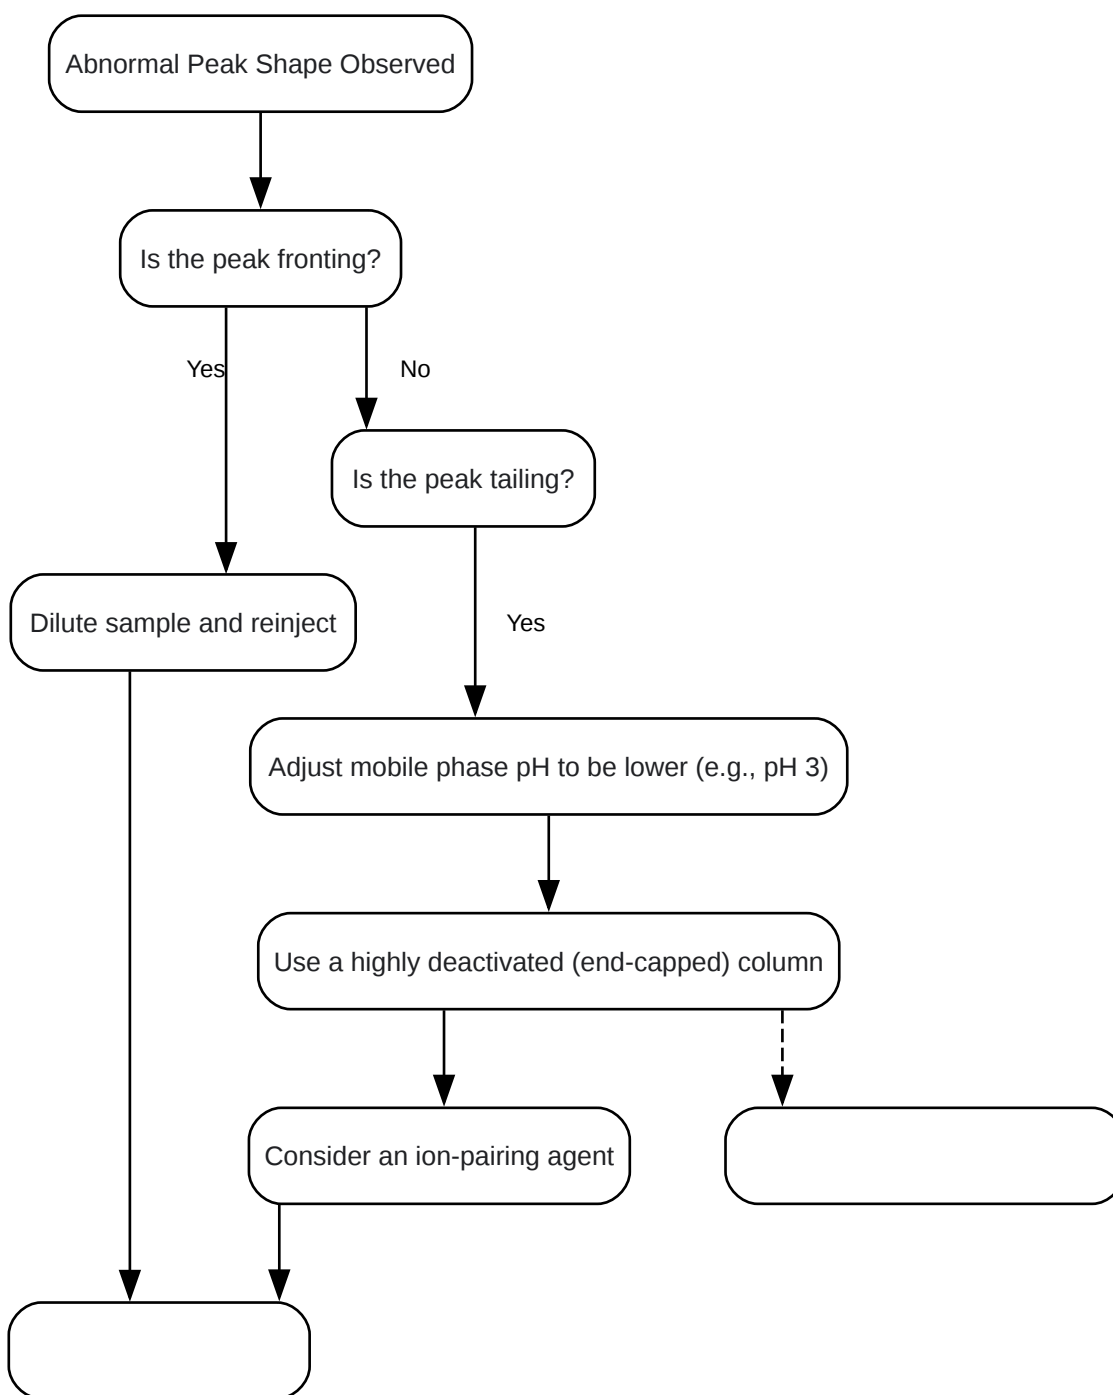 Abnormal Peak Shape Observed
Is the peak fronting?
Yes
No
Is the peak tailing?
Dilute sample and reinject
Yes
Adjust mobile phase pH to be lower (e.g., pH 3)
Use a highly deactivated (end-capped) column
Consider an ion-pairing agent